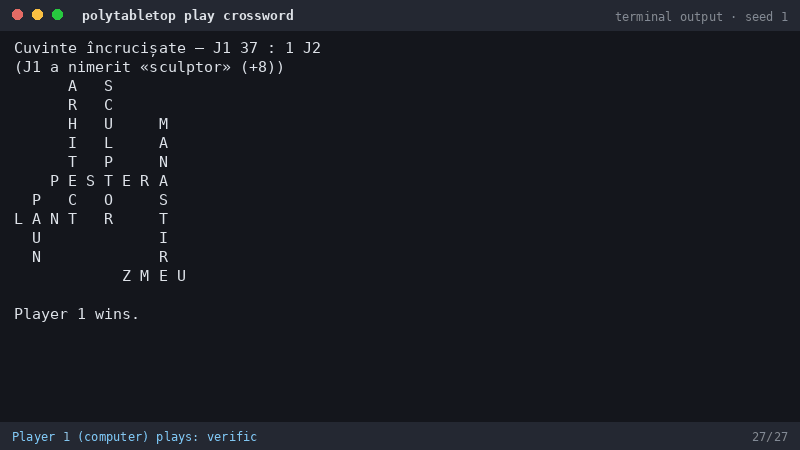 polytabletop play crossword
terminal output · seed 1
Cuvinte încrucișate — J1 37 : 1 J2
(J1 a nimerit «sculptor» (+8))
A S
R C
H U M
I L A
T P N
P E S T E R A
P C O S
L A N T R T
U I
N R
Z M E U
Player 1 wins.
Player 1 (computer) plays: verific
27/27